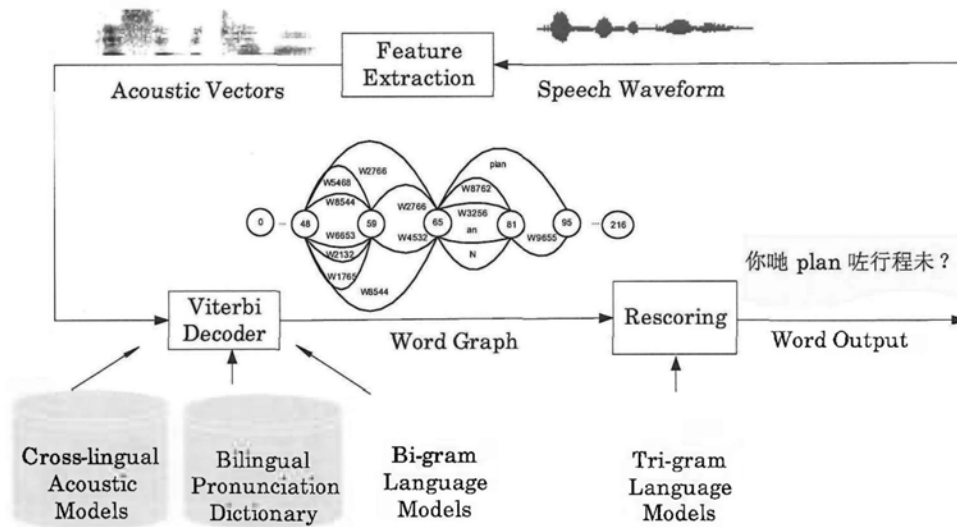 Feature
Extraction
Acoustic Vectors
Speech Waveform
plan
W2766
W5468
W8762
W8544
W2766
W3256
0
48
59
65
an
81
95
216
W6653
W4532
W9655
W2132
N
W1765
W8544
你哋 plan 咗行程未？
Viterbi
Decoder
Word Graph
Rescoring
Word Output
Cross-lingual
Acoustic
Models
Bilingual
Pronunciation
Dictionary
Bi-gram
Language
Models
Tri-gram
Language
Models